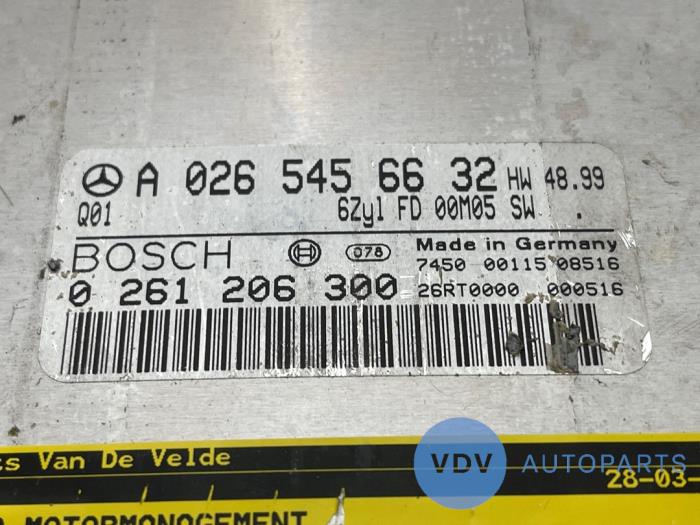 A 026 545 66 32 HW 48.99
Q01 6Zyl FD 00M05 SW .
BOSCH 078 Made in Germany
7450 00115 08516
0 261 206 300 26RT0000 000516
Van De Velde
VDV AUTOPARTS
28-03-
MOTORMONOGEMENT